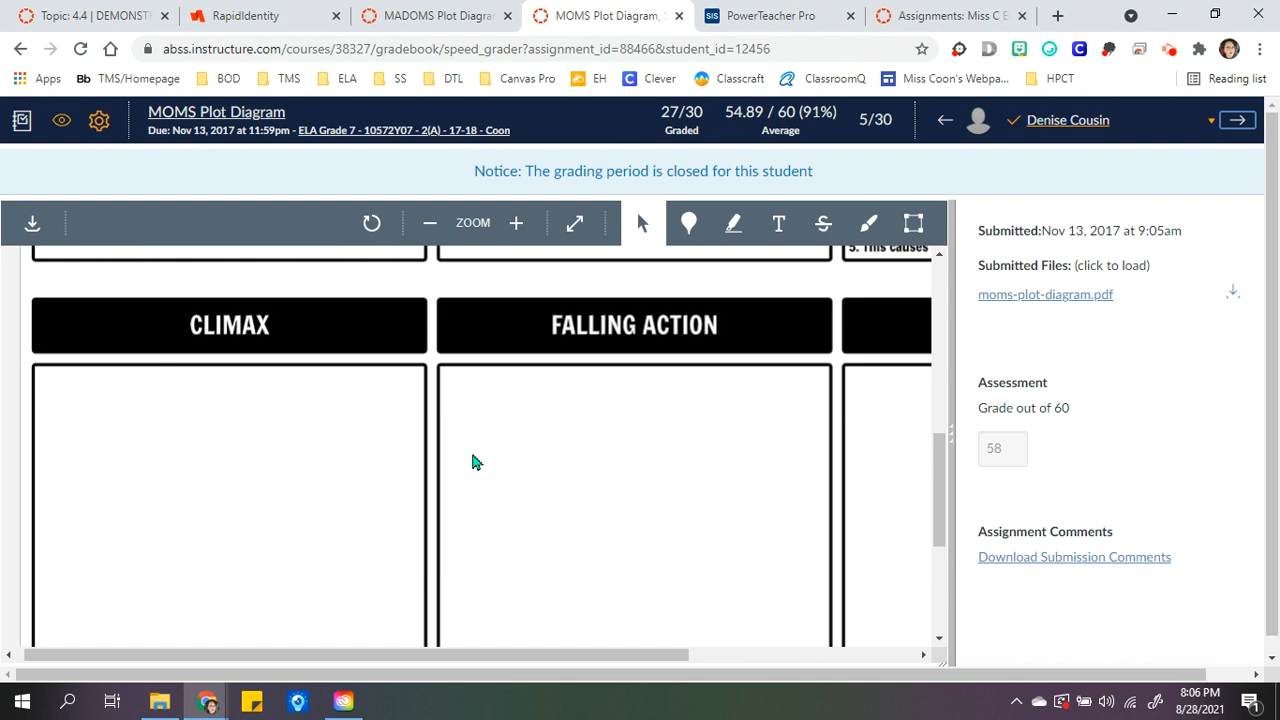 Topic: 4.4 | DEMONST
RapidIdentity
MADOMS Plot Diagra
MOMS Plot Diagram,
PowerTeacher Pro
Assignments: Miss C E
abss.instructure.com/courses/38327/gradebook/speed_grader?assignment_id=88466&student_id=12456
Apps
Bb TMS/Homepage
BOD
TMS
ELA
SS
DTL
Canvas Pro
EH
Clever
Classcraft
ClassroomQ
Miss Coon's Webpa...
HPCT
Reading list
MOMS Plot Diagram
Due: Nov 13, 2017 at 11:59pm - ELA Grade 7 - 10572Y07 - 2(A) - 17-18 - Coon
27/30
Graded
54.89 / 60 (91%)
Average
5/30
Denise Cousin
Notice: The grading period is closed for this student
ZOOM
T
S
5. This causes
CLIMAX
FALLING ACTION
Submitted:Nov 13, 2017 at 9:05am
Submitted Files: (click to load)
moms-plot-diagram.pdf
Assessment
Grade out of 60
58
Assignment Comments
Download Submission Comments
8:06 PM
8/28/2021
1